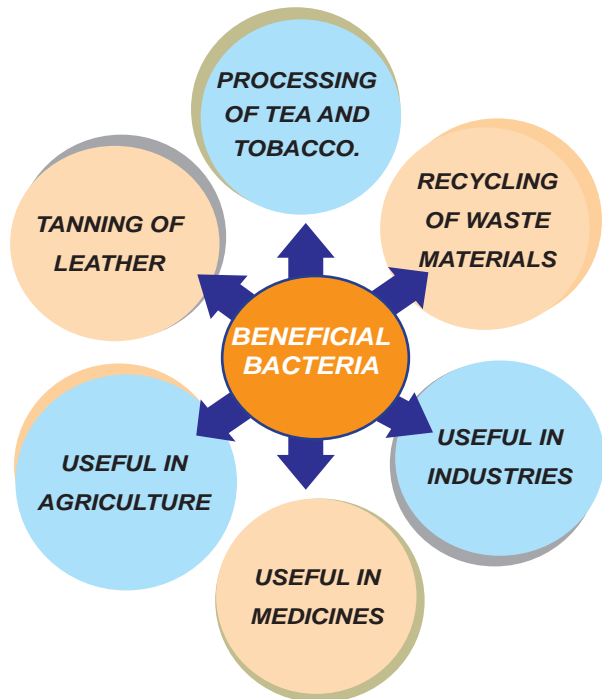 PROCESSING
OF TEA AND
TOBACCO.
RECYCLING
OF WASTE
MATERIALS
TANNING OF
LEATHER
BENEFICIAL
BACTERIA
USEFUL IN
INDUSTRIES
USEFUL IN
AGRICULTURE
USEFUL IN
MEDICINES